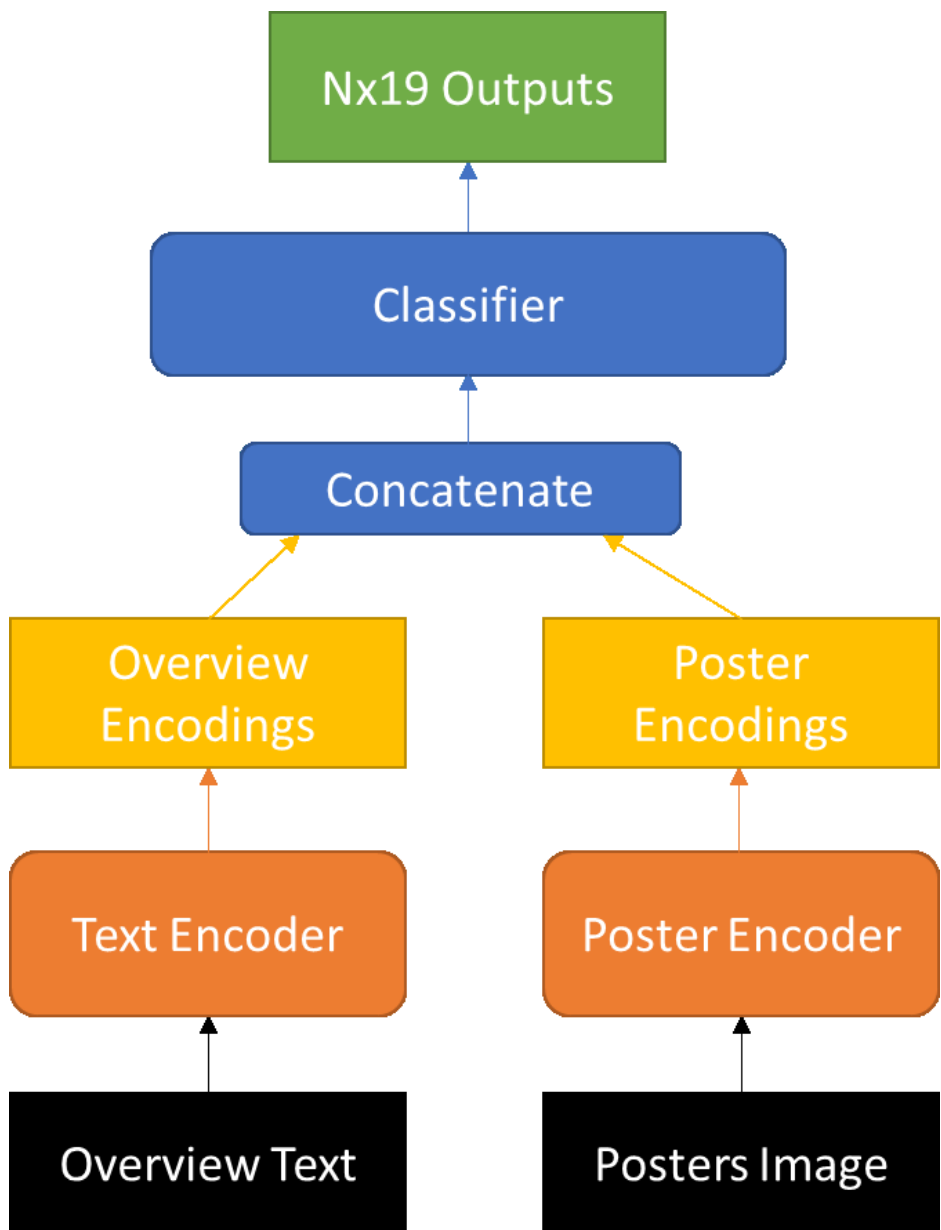 Nx19 Outputs
Classifier
Concatenate
Overview
Encodings
Poster
Encodings
Text Encoder
Poster Encoder
Overview Text
Posters Image